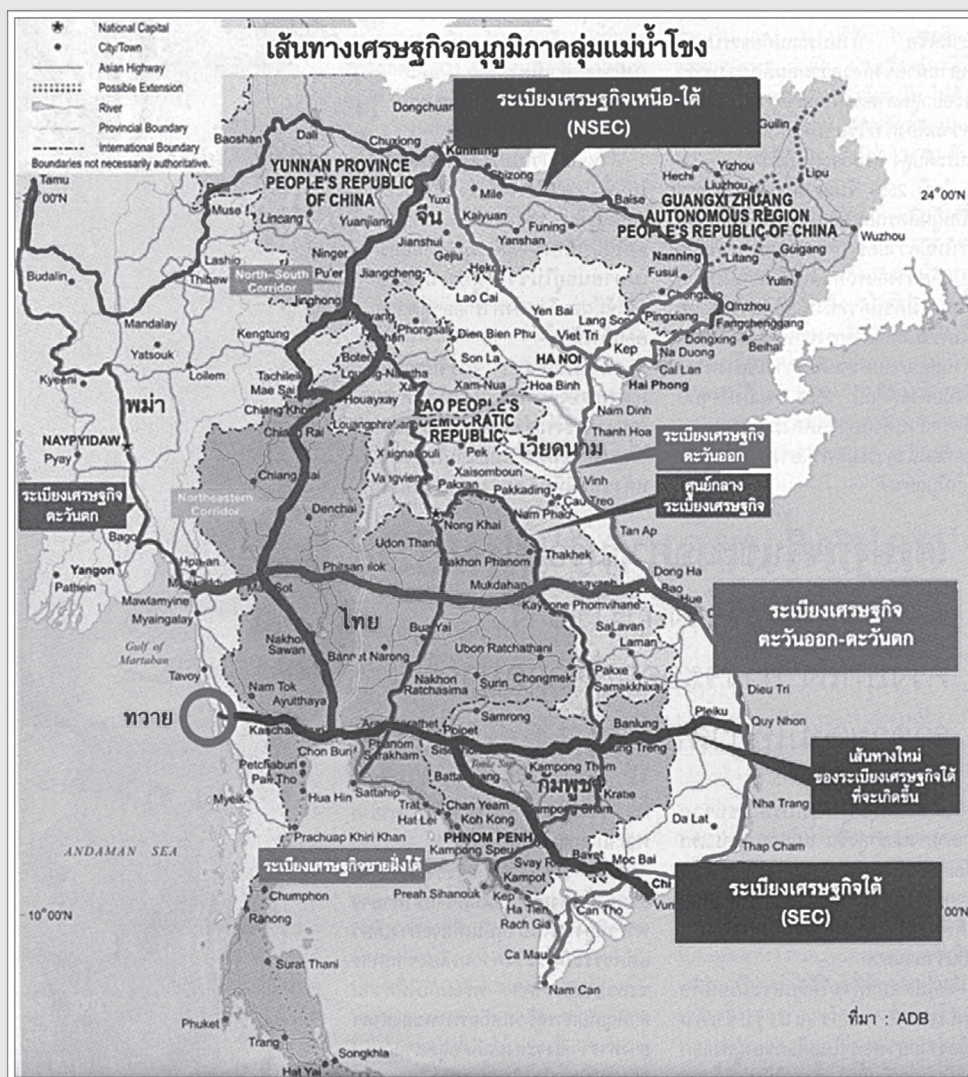 เส้นทางเศรษฐกิจอนุภูมิภาคลุ่มแม่น้ำโขง
National Capital
City/Town
Asian Highway
Possible Extension
River
Provincial Boundary
International Boundary
Boundaries not necessarily authoritative.
ระเบียงเศรษฐกิจเหนือ-ใต้
(NSEC)
Dongchuan
Dali
Chuxiong
Baoshan
Kunming
Shizong
Guilin
Lipu
Yizhou
Hechi
Liuzhou
YUNNAN PROVINCE
PEOPLE'S REPUBLIC
OF CHINA
Tamu
00'N
24°00'N
Muse
Lincang
Yuxi
Mile
Baise
GUANGXI ZHUANG
AUTONOMOUS REGION
PEOPLE'S REPUBLIC OF CHINA
Wuzhou
จีน
Kaiyuan
Funing
Yuanjiang
Jianshui
Yanshan
Gejiu
Nanning
Litang
Guigang
Ninger
Lashio
Thibaw
North-South
Corridor
Pu'er
Jiangcheng
Hekou
Fusui
Yulin
Budalin
Lao Cai
Jinghong
Chongzuo
Qinzhou
Mandalay
Yen Bai
Lang Son
Pingxiang
Fangchenggang
Kengtung
Dien Bien Phu
Viet Tri
Kep
Dongxing
Beihai
Na Duong
Yatsouk
Boten
Son La
HA NOI
Cai Lan
Kyeeni
Loilem
Tachileik
Xam-Nua
Hoa Binh
Hai Phong
Mae Sai
Houayxay
Chiang Khong
พม่า
Nam Dinh
Chiang Rai
LAO PEOPLE'S
DEMOCRATIC
REPUBLIC
Thanh Hoa
เวียดนาม
NAYPYIDAW
Pyay
Pek
Xaisomboun
ระเบียงเศรษฐกิจ
ตะวันออก
ระเบียงเศรษฐกิจ
ตะวันตก
Northeastern
Corridor
Vinh
Pakxan
Pakkading
Cau Treo
Nam Phao
ศูนย์กลาง
ระเบียงเศรษฐกิจ
Denchai
Nong Khai
Tan Ap
Bago
Udon Thani
Thakhek
Yangon
Hpa-an
Nakhon Phanom
Pathein
Mukdahan
Dong Ha
Mawlamyine
Hue
Myaingalay
Kaysone Phomvihane
ระเบียงเศรษฐกิจ
ตะวันออก-ตะวันตก
ไทย
Bua Yai
SaLavan
Laman
Gulf of
Martaban
Nakhon
Sawan
Ubon Ratchathani
Pakxe
Tavoy
Nakhon
Ratchasima
Surin
Chongmek
Samakkhixai
Nam Tok
Ayutthaya
Dieu Tri
ทวาย
Samrong
Banlung
Pleiku
Quy Nhon
Poipet
Chon Buri
Phanom
Sarakham
Petchaburi
Tonle Sap
Kampong Thom
เส้นทางใหม่
ของระเบียงเศรษฐกิจใต้
ที่จะเกิดขึ้น
กัมพูชา
Kratie
Myeik
Hua Hin
Sattahip
Trat
Hat Lei
Chan Yeam
Koh Kong
Nha Trang
Da Lat
Prachuap Khiri Khan
PHNOM PENH
Thap Cham
ANDAMAN SEA
ระเบียงเศรษฐกิจชายฝั่งใต้
Kampong Speu
Bavet
Moc Bai
Kampot
Chumphon
Preah Sihanouk
Kep
ระเบียงเศรษฐกิจใต้
(SEC)
10°00'N
00'N
Ha Tien
Can Tho
Ranong
Rach Gia
Ca Mau
Surat Thani
Nam Can
Phuket
Trang
Songkhla
Hat Yai
ที่มา : ADB